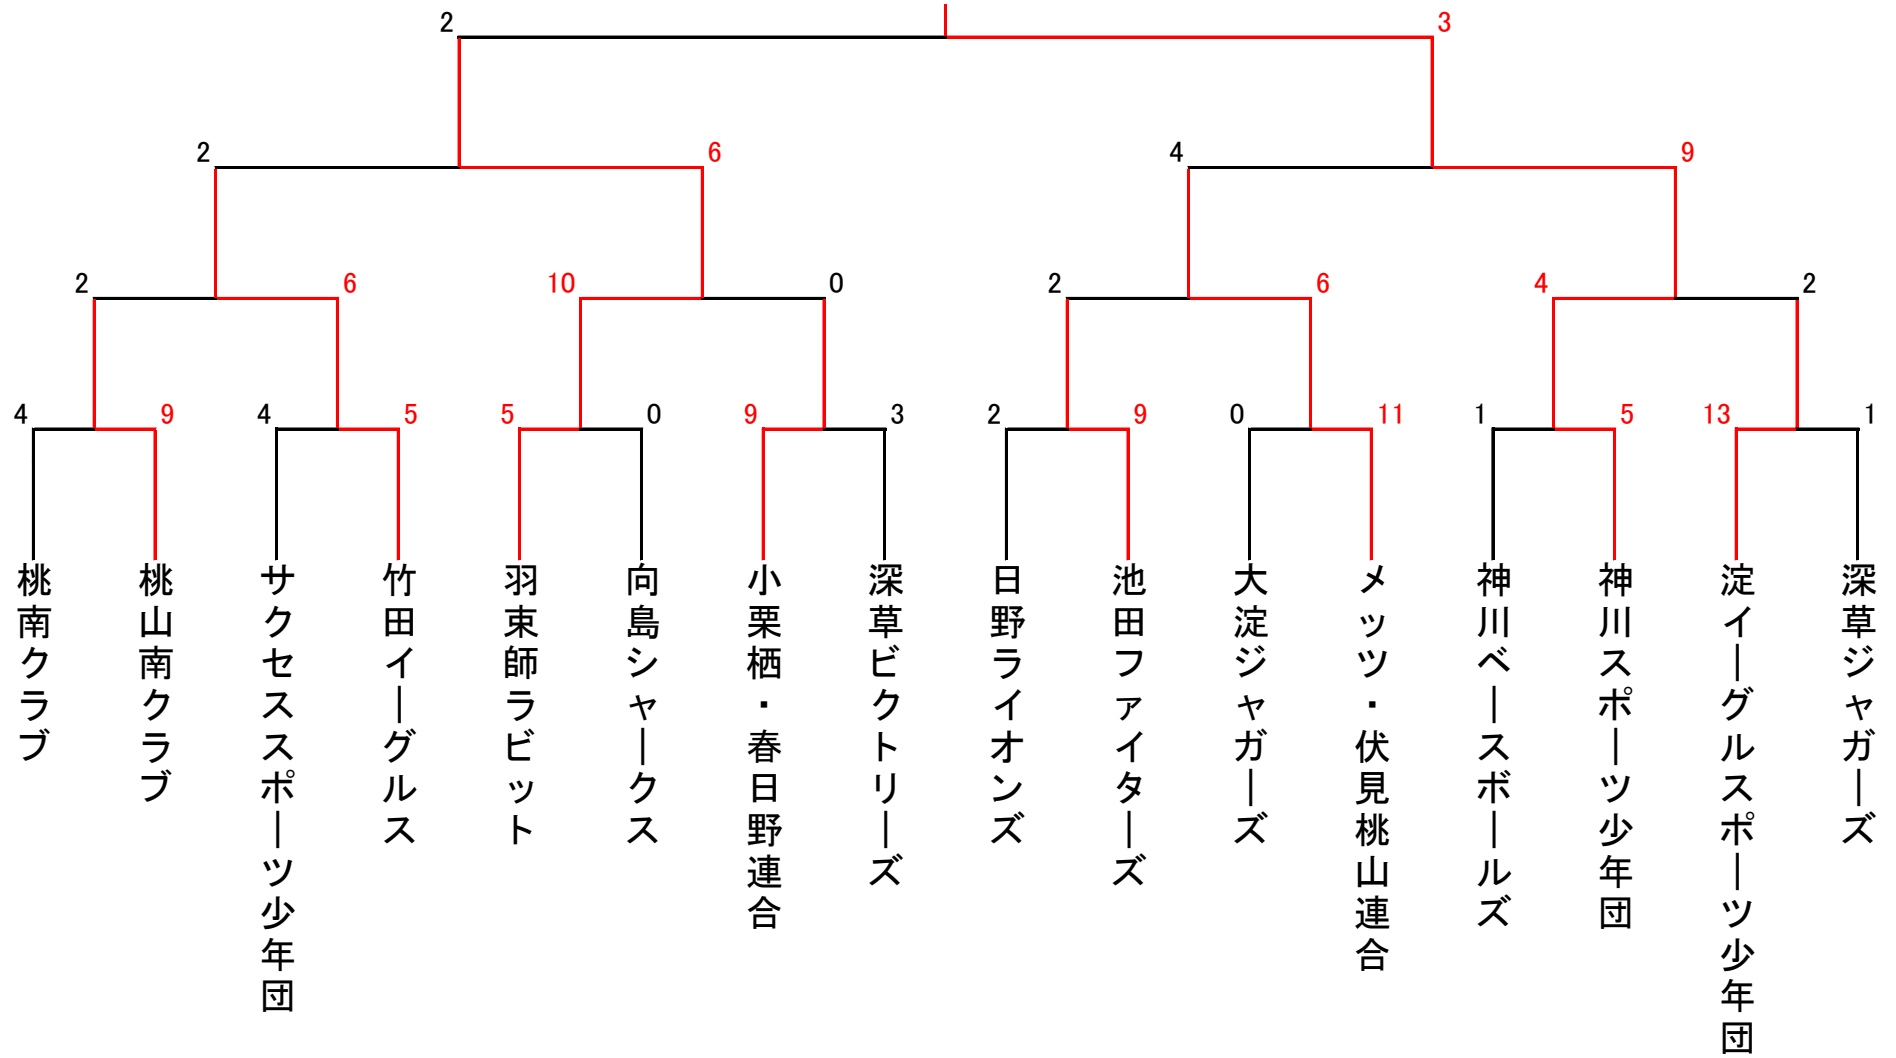 2 3
2 6 4 9
2 6 10 0 2 6 4 2
4 9 4 5 5 0 9 3 2 9 0 11 1 5 13 1
桃南クラブ
桃山南クラブ
サクセススポーツ少年団
竹田イーグルス
羽束師ラビット
向島シャークス
小栗栖・春日野連合
深草ビクトリーズ
日野ライオンズ
池田ファイターズ
大淀ジャガーズ
メッツ・伏見桃山連合
神川ベースボールズ
神川スポーツ少年団
淀イーグルスポーツ少年団
深草ジャガーズ